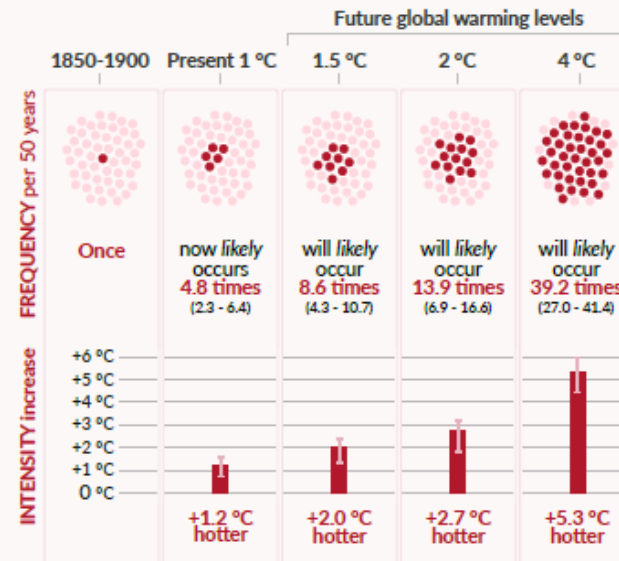 Future global warming levels
1850-1900 Present 1 °C 1.5 °C 2 °C 4 °C
FREQUENCY per 50 years
Once
now likely
occurs
4.8 times
(2.3 - 6.4)
will likely
occur
8.6 times
(4.3 - 10.7)
will likely
occur
13.9 times
(6.9 - 16.6)
will likely
occur
39.2 times
(27.0 - 41.4)
INTENSITY increase
+6 °C
+5 °C
+4 °C
+3 °C
+2 °C
+1 °C
0 °C
+1.2 °C
hotter
+2.0 °C
hotter
+2.7 °C
hotter
+5.3 °C
hotter